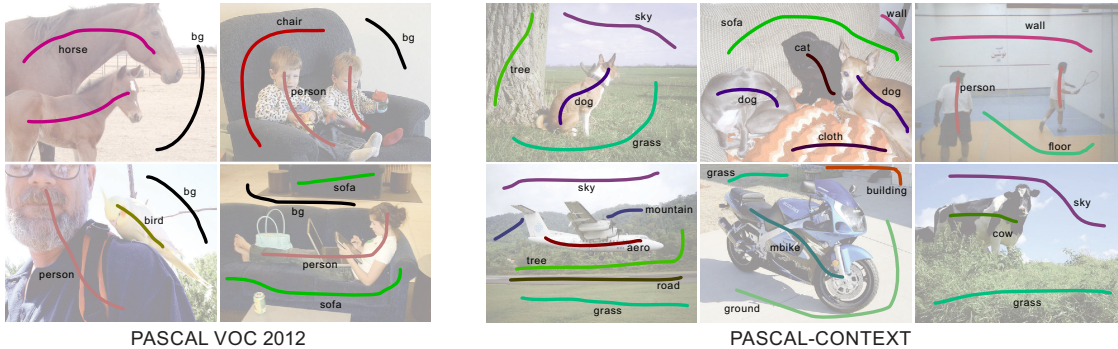 horse
bg
chair
person
bg
person
bird
bg
sofa
bg
person
sofa
PASCAL VOC 2012
tree
sky
dog
grass
sofa
wall
cat
dog
dog
cloth
wall
person
floor
sky
mountain
aero
tree
road
grass
grass
building
mbike
ground
sky
cow
grass
PASCAL-CONTEXT